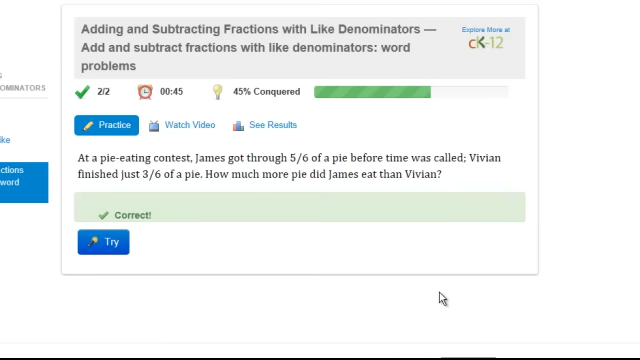 Adding and Subtracting Fractions with Like Denominators —
Add and subtract fractions with like denominators: word
problems
Explore More at
cK-12
2/2
00:45
45% Conquered
OMINATORS
Practice
Watch Video
See Results
ike
At a pie-eating contest, James got through 5/6 of a pie before time was called; Vivian
finished just 3/6 of a pie. How much more pie did James eat than Vivian?
ctions
word
Correct!
Try